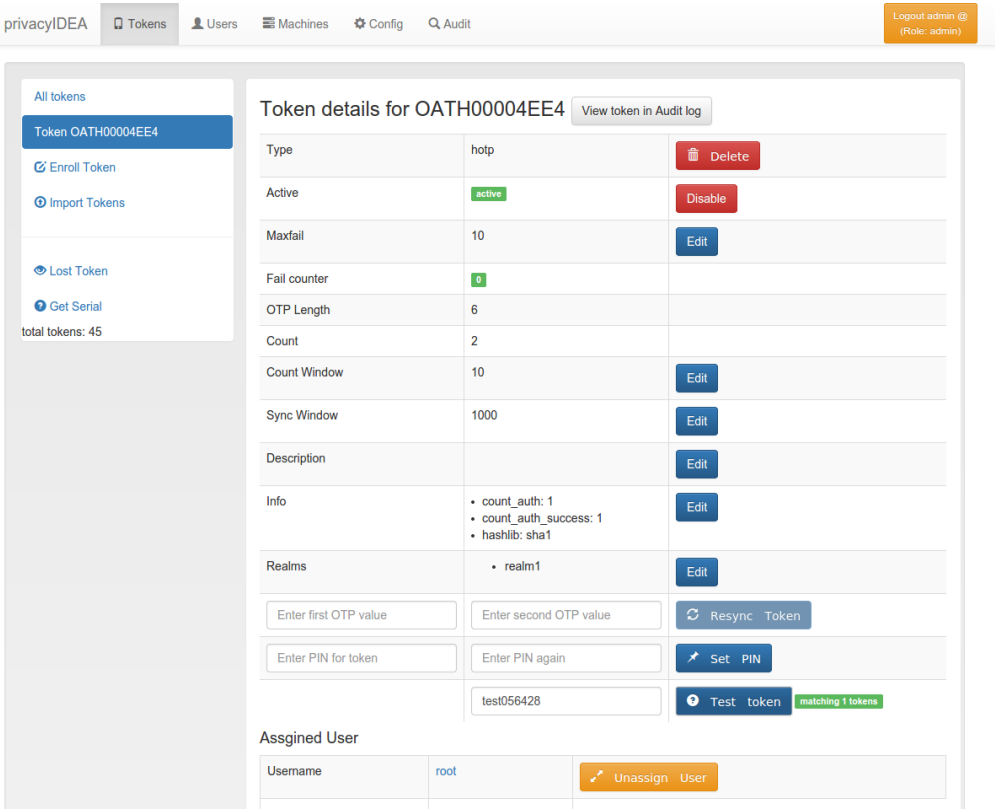 privacyIDEA Tokens Users Machines Config Audit Logout admin @
(Role: admin)
All tokens
Token OATH00004EE4
Enroll Token
Import Tokens
Lost Token
Get Serial
total tokens: 45
Token details for OATH00004EE4 View token in Audit log
Type hotp Delete
Active active Disable
Maxfail 10 Edit
Fail counter 0
OTP Length 6
Count 2
Count Window 10 Edit
Sync Window 1000 Edit
Description Edit
Info • count_auth: 1 Edit
• count_auth_success: 1
• hashlib: sha1
Realms • realm1 Edit
Enter first OTP value Enter second OTP value Resync Token
Enter PIN for token Enter PIN again Set PIN
test056428 Test token matching 1 tokens
Assgined User
Username root Unassign User